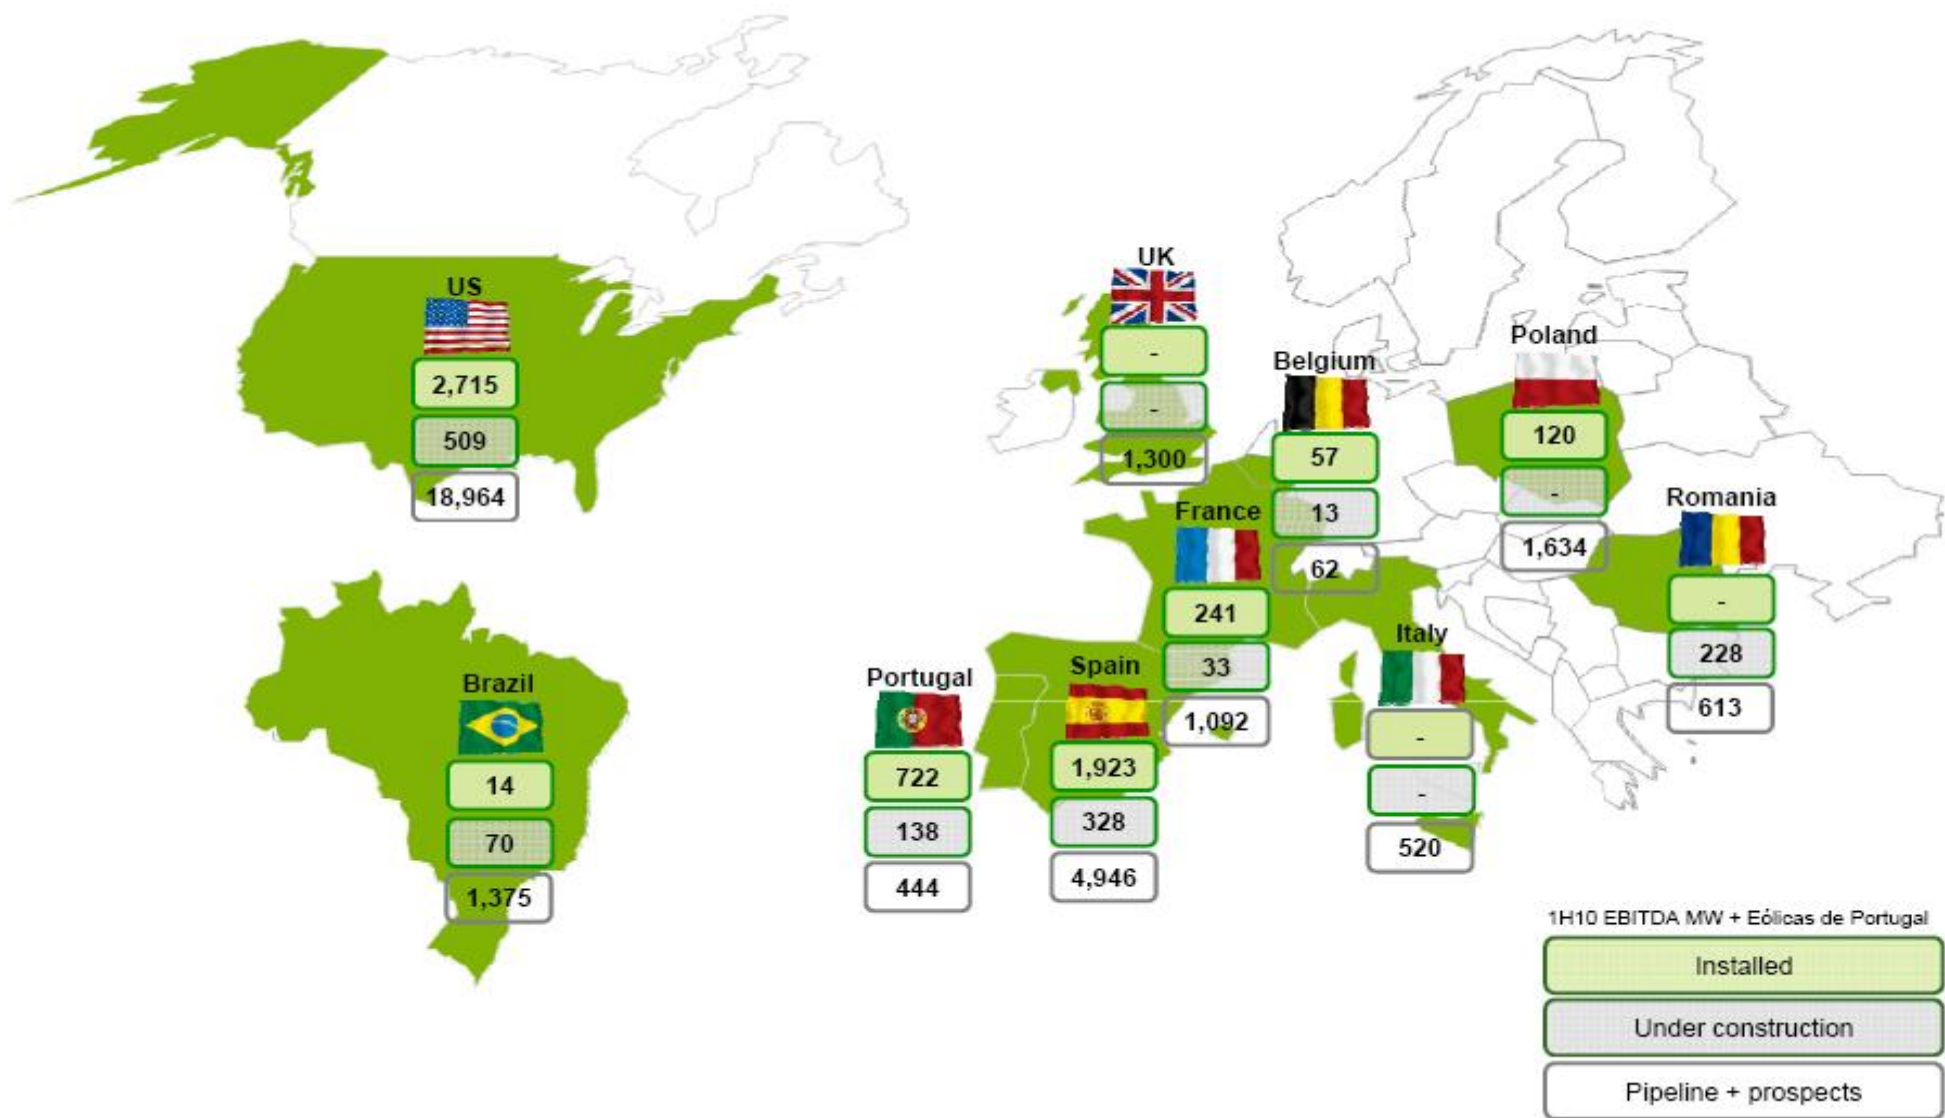 US
2,715
509
18,964
Brazil
14
70
1,375
UK
-
-
1,300
Belgium
57
13
62
Poland
120
-
1,634
Romania
-
228
613
France
241
33
1,092
Italy
-
-
520
Portugal
722
138
444
Spain
1,923
328
4,946
1H10 EBITDA MW + Eólicas de Portugal
Installed
Under construction
Pipeline + prospects